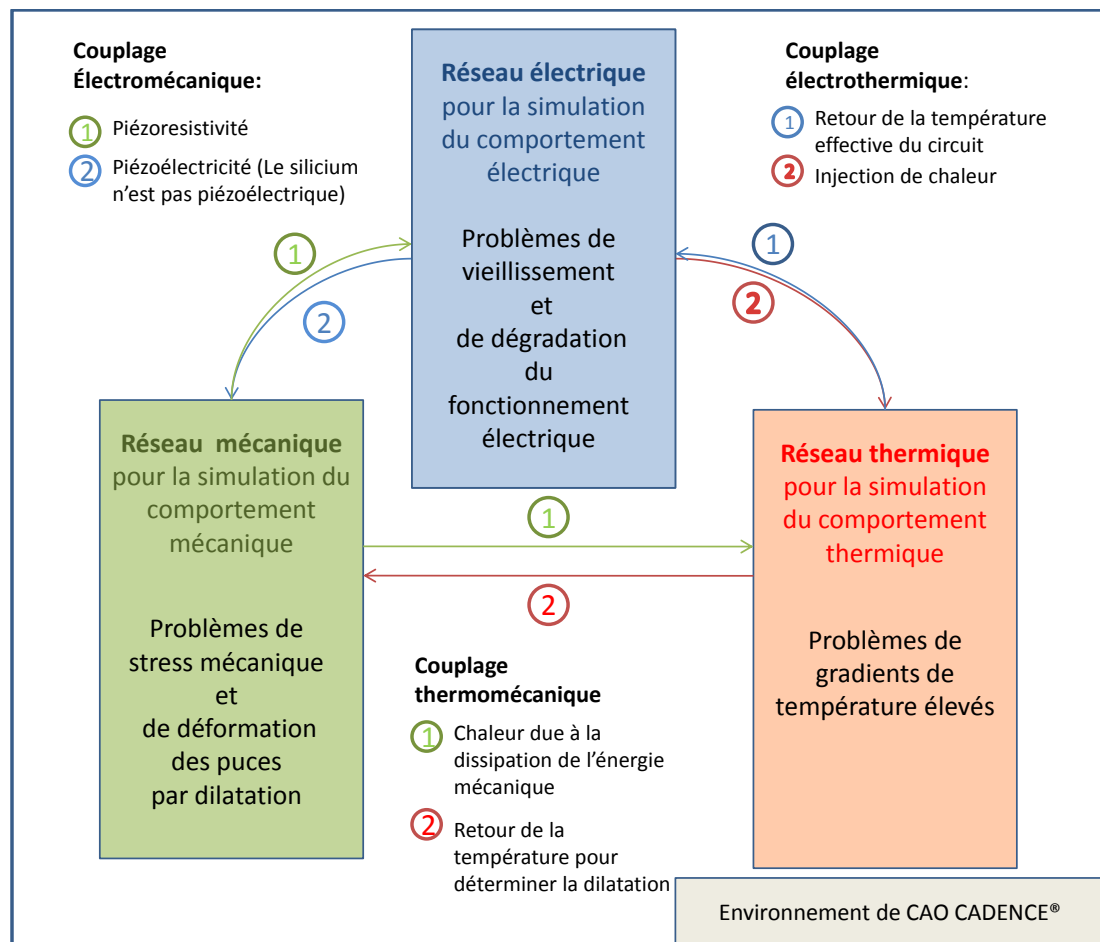 Couplage
Électromécanique:
1 Piézoresistivité
2 Piézoélectricité (Le silicium
n'est pas piézoélectrique)
Réseau électrique
pour la simulation
du comportement
électrique
Problèmes de
vieillissement
et
de dégradation
du
fonctionnement
électrique
Couplage
électrothermique:
1 Retour de la température
effective du circuit
2 Injection de chaleur
1
2
1
2
Réseau mécanique
pour la simulation du
comportement
mécanique
Problèmes de
stress mécanique
et
de déformation
des puces
par dilatation
1
2
Réseau thermique
pour la simulation
du comportement
thermique
Problèmes de
gradients de
température élevés
Couplage
thermomécanique
1 Chaleur due à la
dissipation de l'énergie
mécanique
2 Retour de la
température pour
déterminer la dilatation
Environnement de CAO CADENCE®